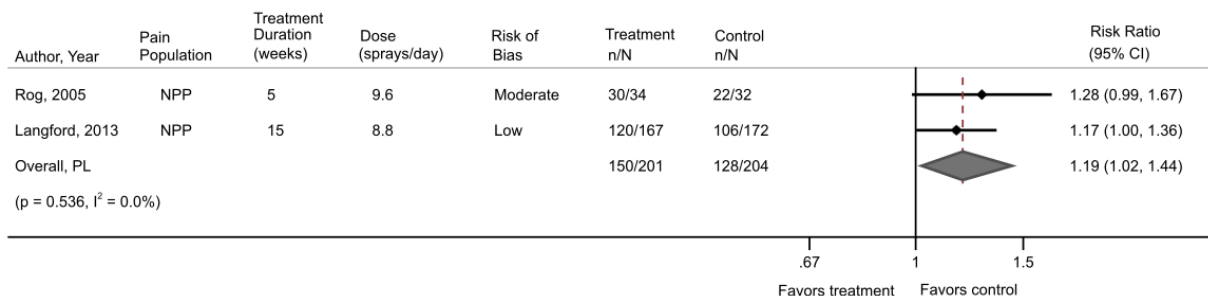 Author, Year Pain Population Treatment Duration (weeks) Dose (sprays/day) Risk of Bias Treatment n/N Control n/N Risk Ratio (95% CI)
Rog, 2005 NPP 5 9.6 Moderate 30/34 22/32 1.28 (0.99, 1.67)
Langford, 2013 NPP 15 8.8 Low 120/167 106/172 1.17 (1.00, 1.36)
Overall, PL 150/201 128/204 1.19 (1.02, 1.44)
(p = 0.536, I² = 0.0%)
.67 1 1.5
Favors treatment Favors control